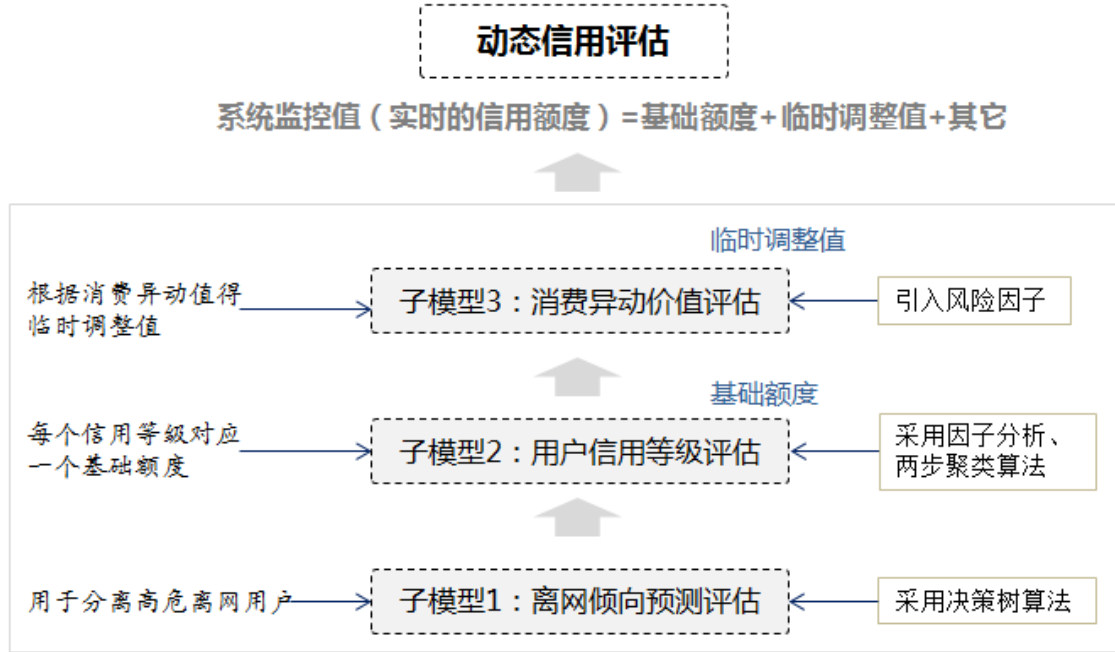 动态信用评估
系统监控值（实时的信用额度）=基础额度+临时调整值+其它
临时调整值
根据消费异动值得
临时调整值
子模型3：消费异动价值评估
引入风险因子
基础额度
每个信用等级对应
一个基础额度
子模型2：用户信用等级评估
采用因子分析、
两步聚类算法
用于分离高危离网用户
子模型1：离网倾向预测评估
采用决策树算法